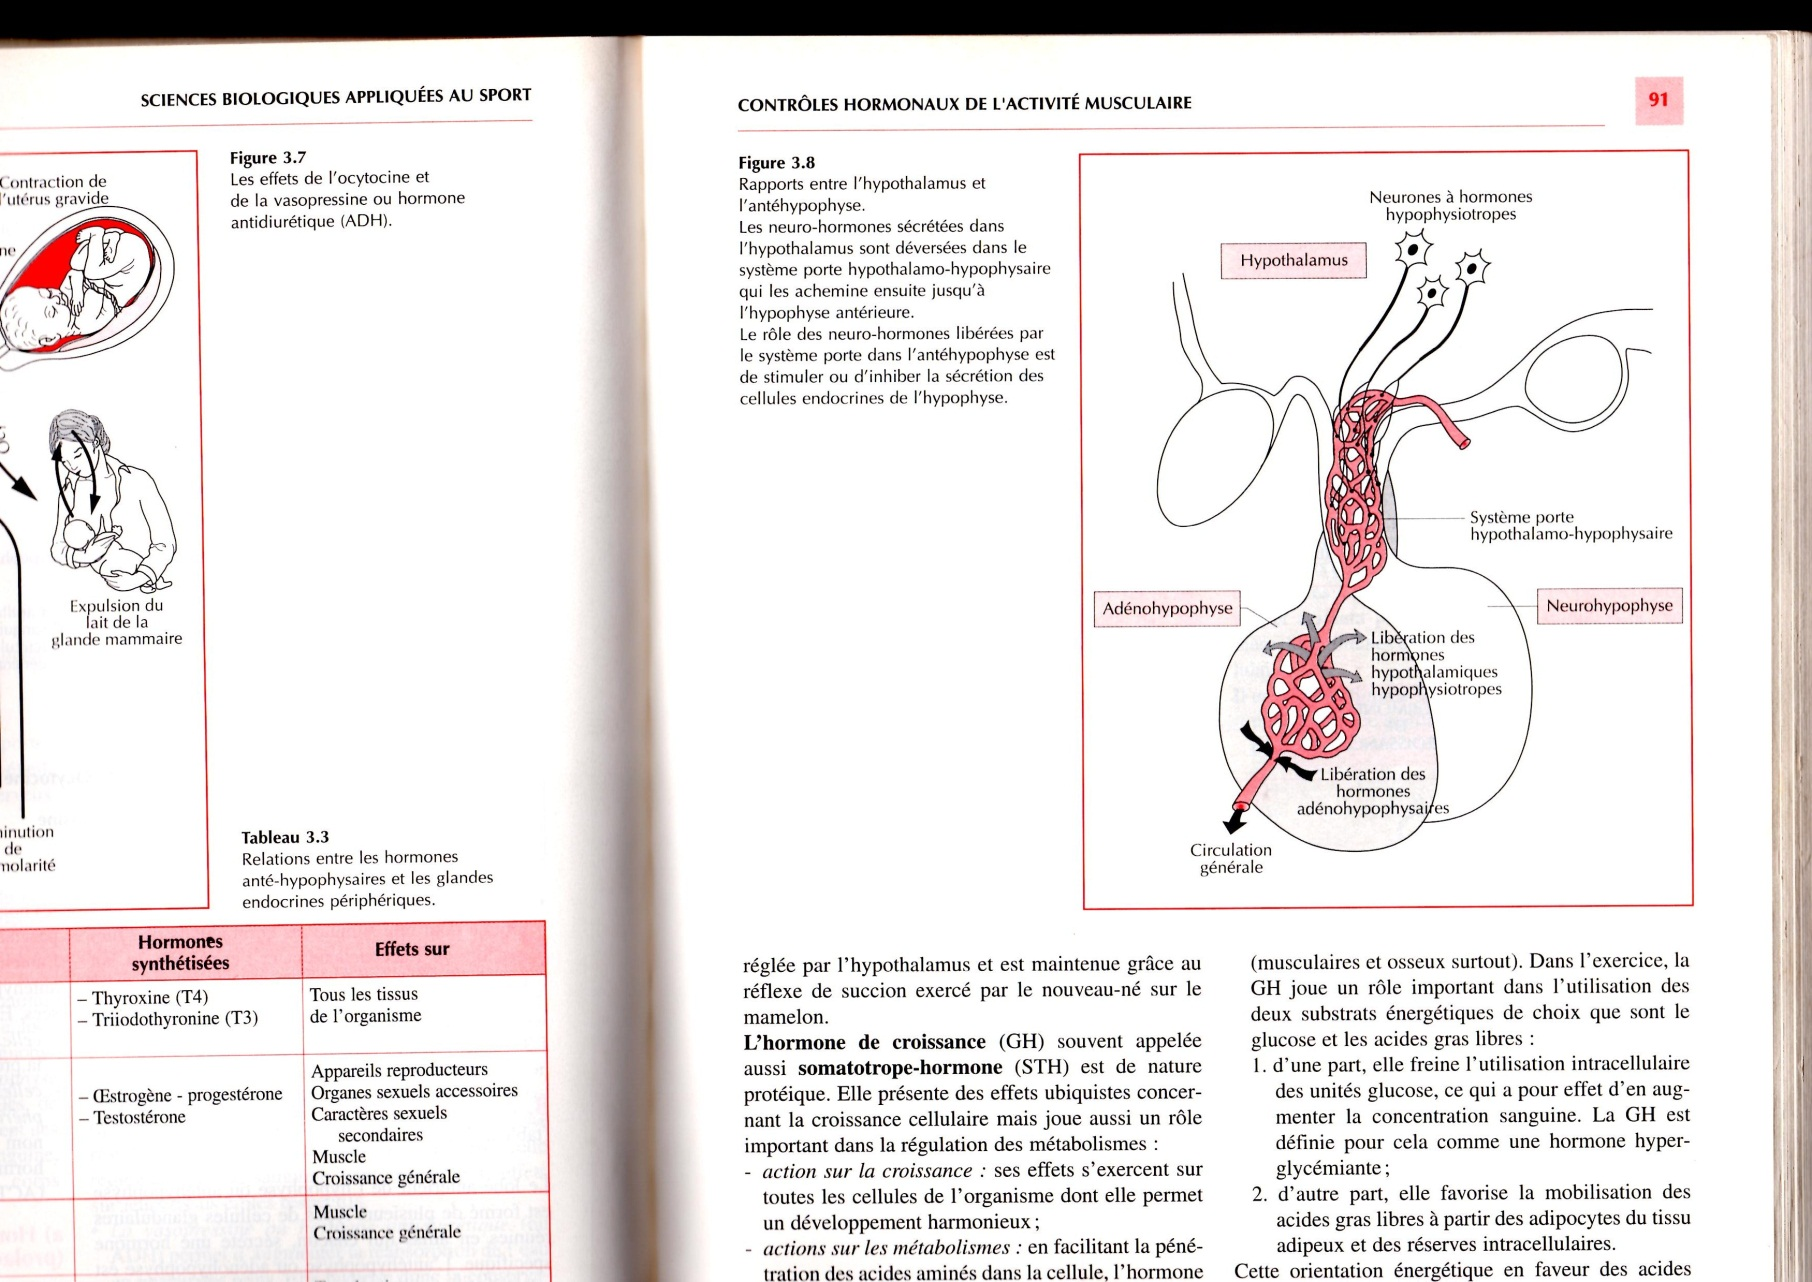 SCIENCES BIOLOGIQUES APPLIQUÉES AU SPORT
Contraction de
l'utérus gravide
Figure 3.7
Les effets de l'ocytocine et
de la vasopressine ou hormone
antidiurétique (ADH).
Expulsion du
lait de la
glande mammaire
de
Tableau 3.3
Relations entre les hormones
anté-hypophysaires et les glandes
endocrines périphériques.
Hormones
synthétisées
Effets sur
– Thyroxine (T4)
– Triiodothyronine (T3)
Tous les tissus
de l'organisme
– Œstrogène - progestérone
– Testostérone
Appareils reproducteurs
Organes sexuels accessoires
Caractères sexuels
secondaires
Muscle
Croissance générale
Muscle
Croissance générale
CONTRÔLES HORMONAUX DE L'ACTIVITÉ MUSCULAIRE
91
Figure 3.8
Rapports entre l'hypothalamus et
l'antéhypophyse.
Les neuro-hormones sécrétées dans
l'hypothalamus sont déversées dans le
système porte hypothalamo-hypophysaire
qui les achemine ensuite jusqu'à
l'hypophyse antérieure.
Le rôle des neuro-hormones libérées par
le système porte dans l'antéhypophyse est
de stimuler ou d'inhiber la sécrétion des
cellules endocrines de l'hypophyse.
Neurones à hormones
hypophysiotropes
Hypothalamus
Système porte
hypothalamo-hypophysaire
Adénohypophyse
Neurohypophyse
Libération des
hormones
hypothalamiques
hypophysiotropes
Libération des
hormones
adénohypophysaires
Circulation
générale
réglée par l'hypothalamus et est maintenue grâce au
réflexe de succion exercé par le nouveau-né sur le
mamelon.
L'hormone de croissance (GH) souvent appelée
aussi somatotrope-hormone (STH) est de nature
protéique. Elle présente des effets ubiquistes concer-
nant la croissance cellulaire mais joue aussi un rôle
important dans la régulation des métabolismes :
- action sur la croissance : ses effets s'exercent sur
toutes les cellules de l'organisme dont elle permet
un développement harmonieux ;
- actions sur les métabolismes : en facilitant la péné-
tration des acides aminés dans la cellule, l'hormone
(musculaires et osseux surtout). Dans l'exercice, la
GH joue un rôle important dans l'utilisation des
deux substrats énergétiques de choix que sont le
glucose et les acides gras libres :
1. d'une part, elle freine l'utilisation intracellulaire
des unités glucose, ce qui a pour effet d'en aug-
menter la concentration sanguine. La GH est
définie pour cela comme une hormone hyper-
glycémiante ;
2. d'autre part, elle favorise la mobilisation des
acides gras libres à partir des adipocytes du tissu
adipeux et des réserves intracellulaires.
Cette orientation énergétique en faveur des acides